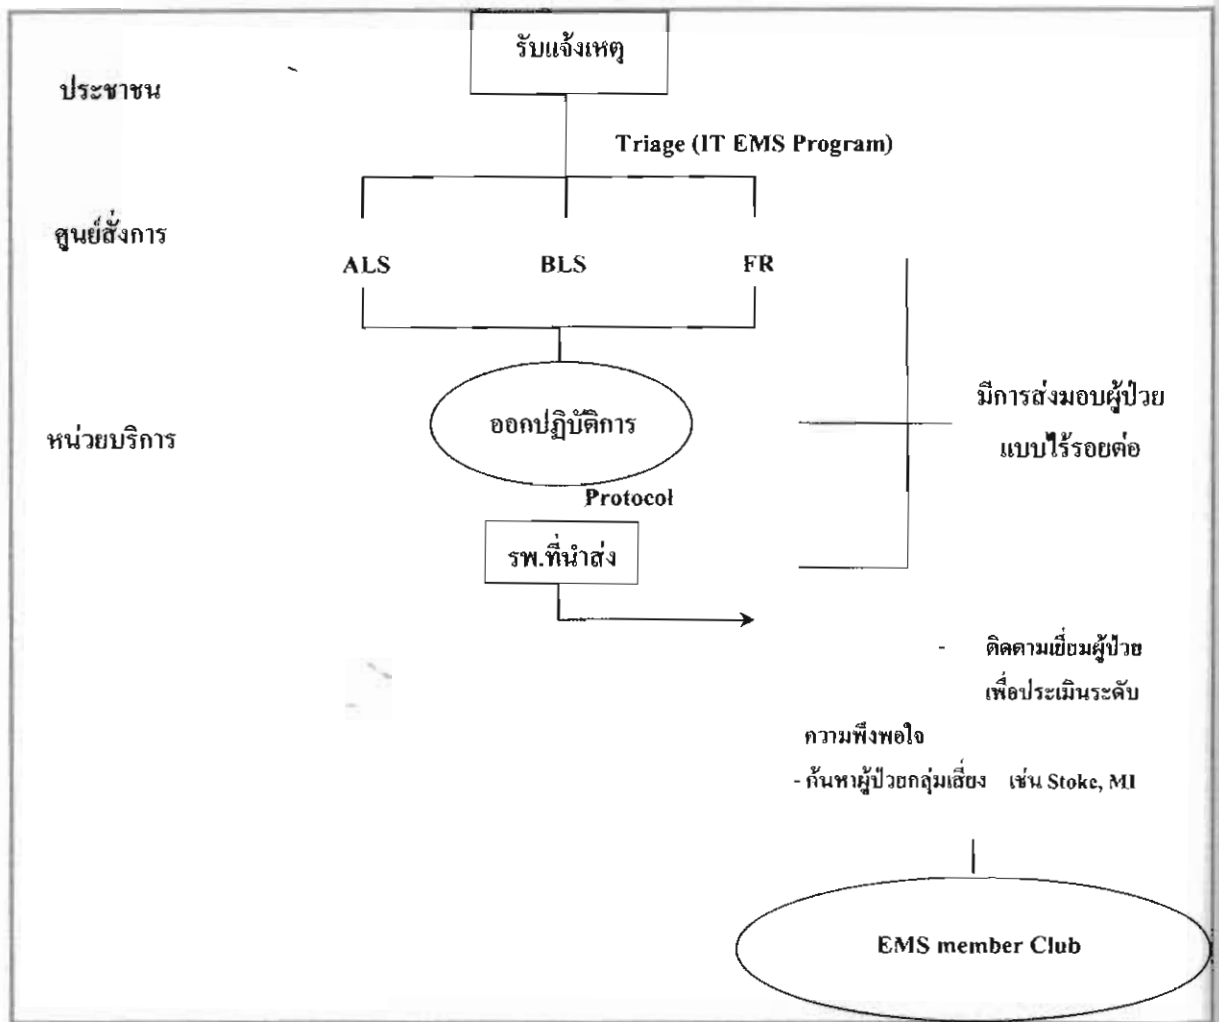 รับแจ้งเหตุ
ประชาชน
Triage (IT EMS Program)
ศูนย์สั่งการ
ALS BLS FR
มีการส่งมอบผู้ป่วย
แบบไร้รอยต่อ
ออกปฏิบัติการ
หน่วยบริการ
Protocol
รพ.ที่นำส่ง
- ติดตามเยี่ยมผู้ป่วย
เพื่อประเมินระดับ
ความพึงพอใจ
- ค้นหาผู้ป่วยกลุ่มเสี่ยง เช่น Stoke, MI
EMS member Club